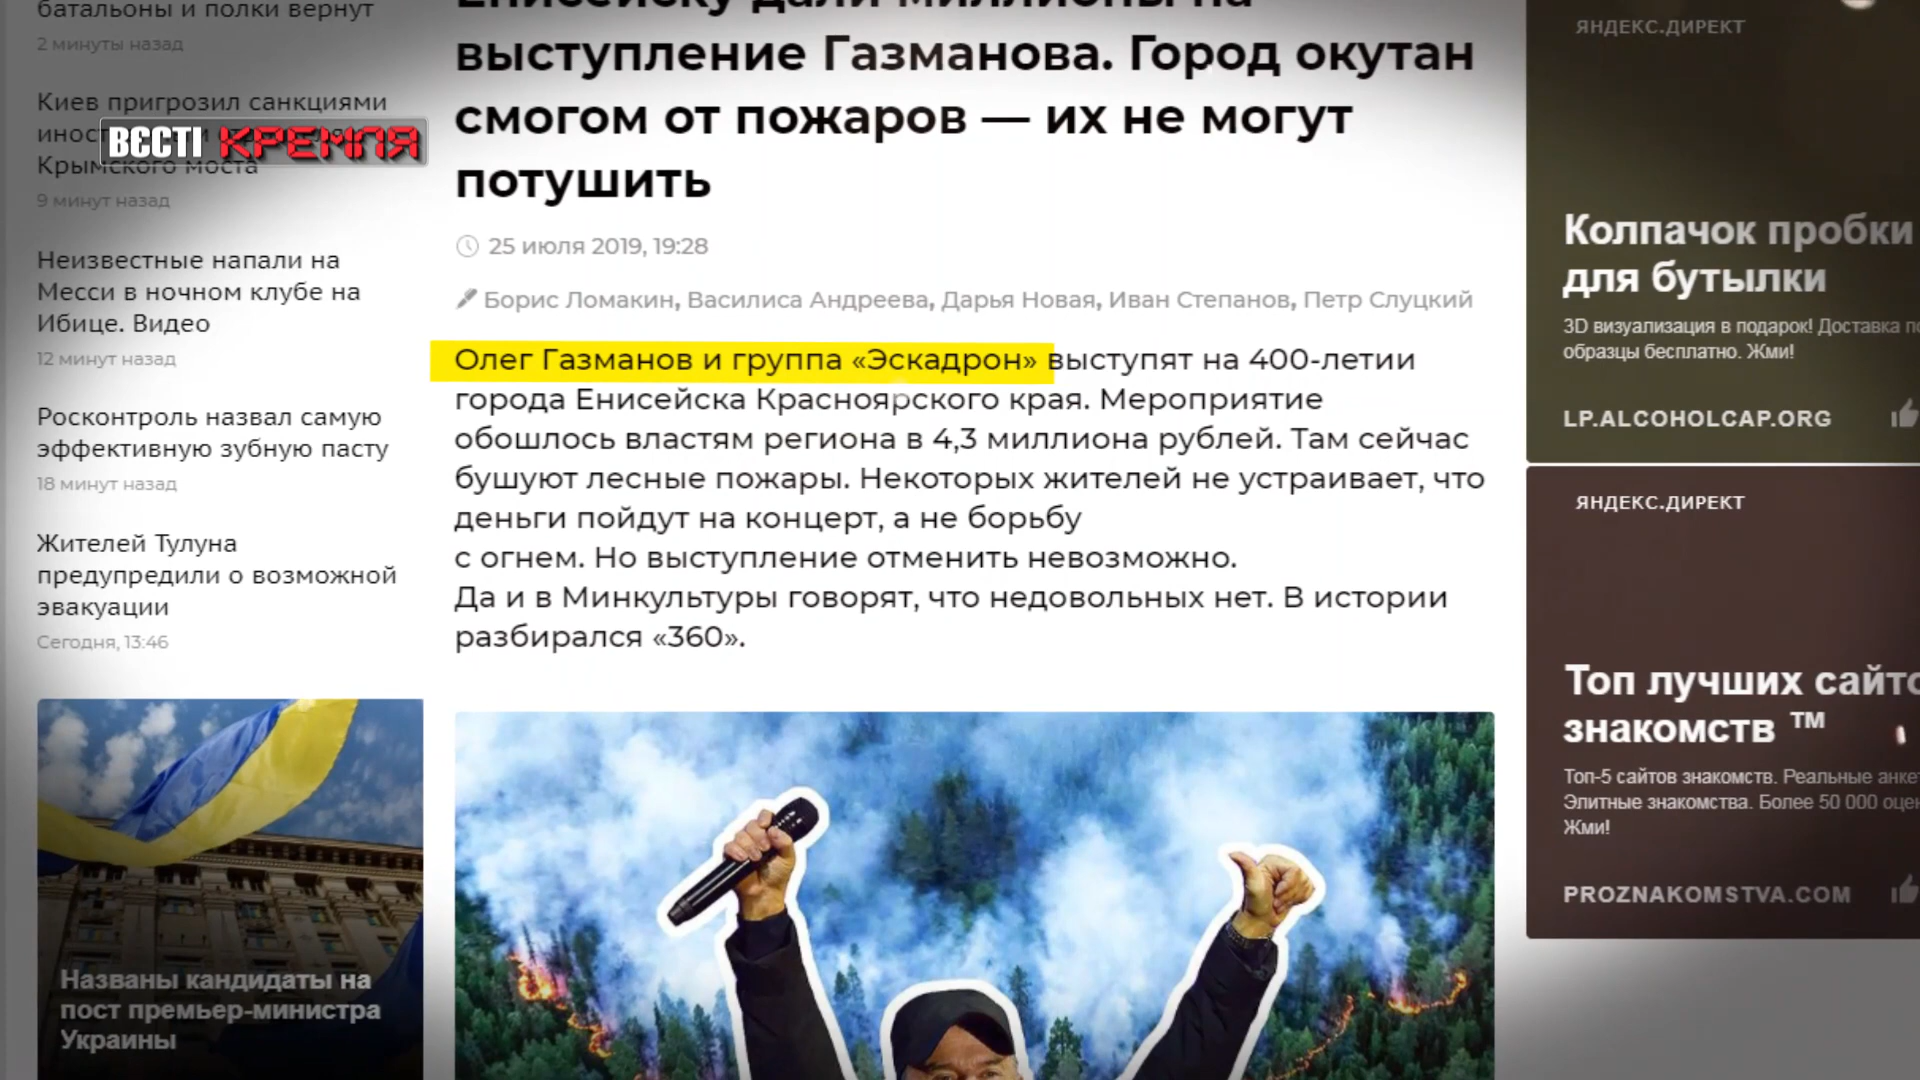 батальоны и полки вернут
2 минуты назад
Киев пригрозил санкциями
Крымского моста
9 минут назад
Неизвестные напали на
Месси в ночном клубе на
Ибице. Видео
12 минут назад
Росконтроль назвал самую
эффективную зубную пасту
18 минут назад
Жителей Тулуна
предупредили о возможной
эвакуации
Сегодня, 13:46
Названы кандидаты на
пост премьер-министра
Украины
ВЄСТІ КРЕМЛЯ
Енисейску дали миллионы на
выступление Газманова. Город окутан
смогом от пожаров — их не могут
потушить
25 июля 2019, 19:28
Борис Ломакин, Василиса Андреева, Дарья Новая, Иван Степанов, Петр Слуцкий
Олег Газманов и группа «Эскадрон» выступят на 400-летии
города Енисейска Красноярского края. Мероприятие
обошлось властям региона в 4,3 миллиона рублей. Там сейчас
бушуют лесные пожары. Некоторых жителей не устраивает, что
деньги пойдут на концерт, а не борьбу
с огнем. Но выступление отменить невозможно.
Да и в Минкультуры говорят, что недовольных нет. В истории
разбирался «360».
ЯНДЕКС.ДИРЕКТ
Колпачок пробки
для бутылки
3D визуализация в подарок! Доставка
образцы бесплатно. Жми!
LP.ALCOHOLCAP.ORG
ЯНДЕКС.ДИРЕКТ
Топ лучших
знакомств ™
Топ-5 сайтов знакомств. Реальные
Элитные знакомства. Более 50 000
Жми!
PROZNAKOMSTVA.COM